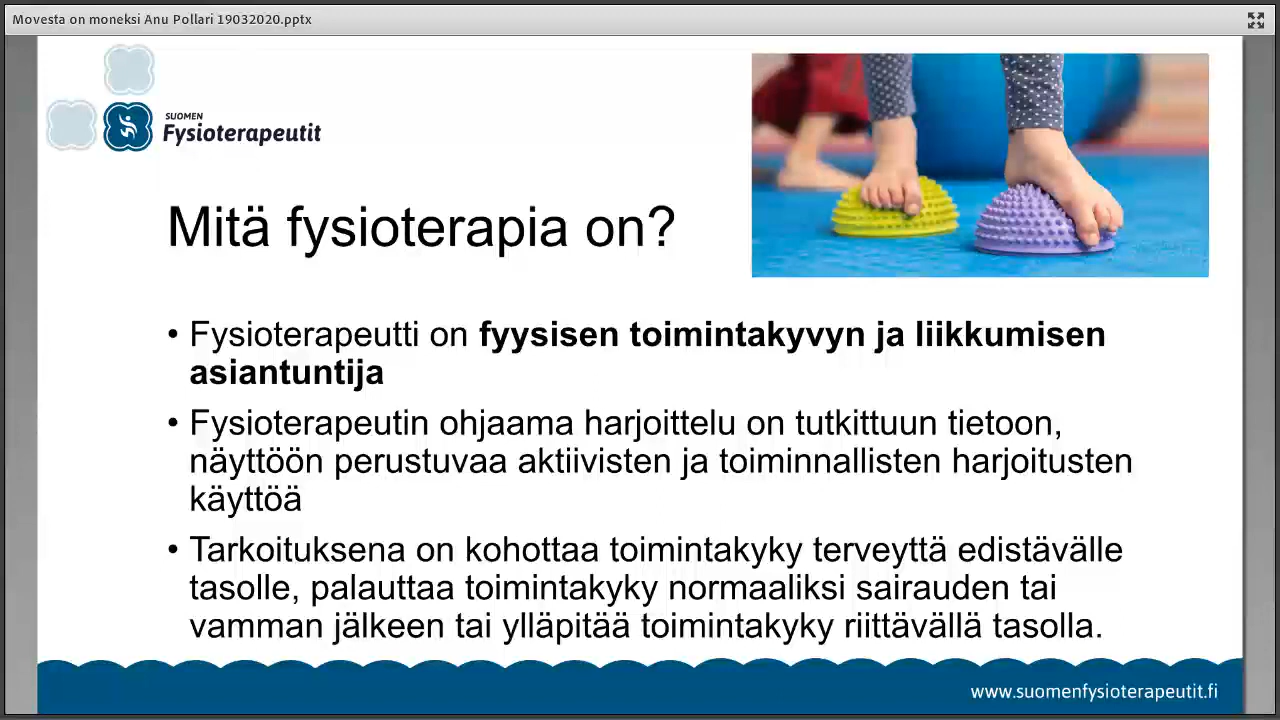 Movesta on moneksi Anu Pollari 19032020.pptx
SUOMEN
Fysioterapeutit
Mitä fysioterapia on?
• Fysioterapeutti on fyysisen toimintakyvyn ja liikkumisen
asiantuntija
• Fysioterapeutin ohjaama harjoittelu on tutkittuun tietoon,
näyttöön perustuvaa aktiivisten ja toiminnallisten harjoitusten
käyttöä
• Tarkoituksena on kohottaa toimintakyky terveyttä edistävälle
tasolle, palauttaa toimintakyky normaaliksi sairauden tai
vamman jälkeen tai ylläpitää toimintakyky riittävällä tasolla.
www.suomenfysioterapeutit.fi